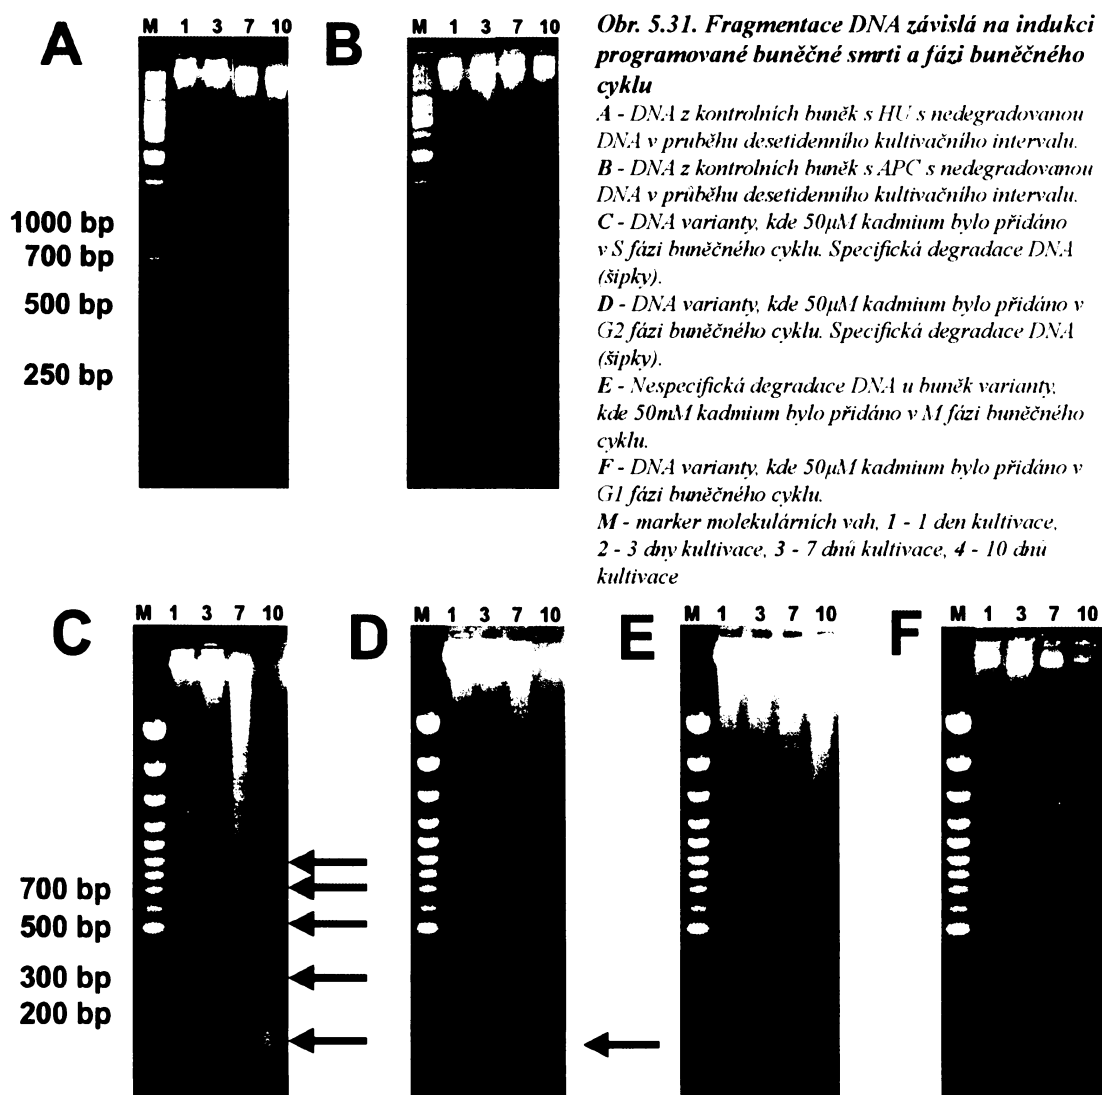 A
M 1 3 7 10
1000 bp
700 bp
500 bp
250 bp
B
M 1 3 7 10
Obr. 5.31. Fragmentace DNA závislá na indukci
programované buněčné smrti a fázi buněčného
cyklu
A - DNA z kontrolních buněk s HU s nedegradovanou
DNA v pruběhu desetidenního kultivačního intervalu.
B - DNA z kontrolních buněk s APC s nedegradovanou
DNA v průběhu desetidenního kultivačního intervalu.
C - DNA varianty, kde 50µM kadmium bylo přidáno
v S fázi buněčného cyklu. Specifická degradace DNA
(šipky).
D - DNA varianty, kde 50µM kadmium bylo přidáno v
G2 fázi buněčného cyklu. Specifická degradace DNA
(šipky).
E - Nespecifická degradace DNA u buněk varianty,
kde 50mM kadmium bylo přidáno v M fázi buněčného
cyklu.
F - DNA varianty, kde 50µM kadmium bylo přidáno v
G1 fázi buněčného cyklu.
M - marker molekulárních vah, 1 - 1 den kultivace,
2 - 3 dny kultivace, 3 - 7 dnů kultivace, 4 - 10 dnů
kultivace
C
M 1 3 7 10
700 bp
500 bp
300 bp
200 bp
D
M 1 3 7 10
E
M 1 3 7 10
F
M 1 3 7 10